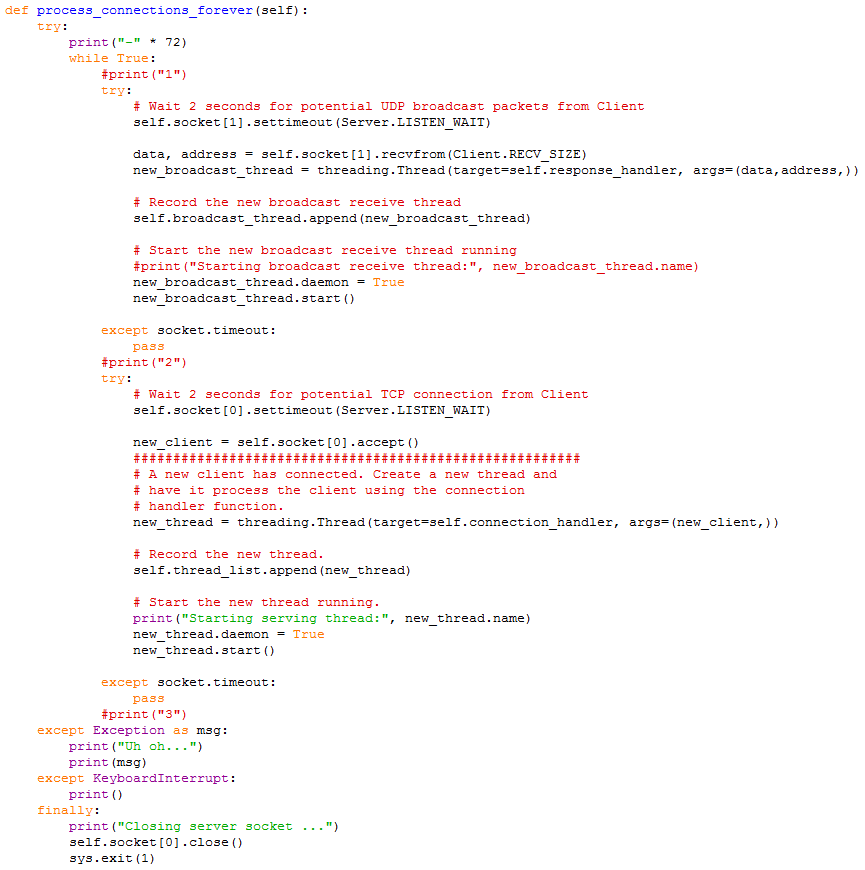 def process_connections_forever(self):
    try:
        print("-" * 72)
        while True:
            #print("1")
            try:
                # Wait 2 seconds for potential UDP broadcast packets from Client
                self.socket[1].settimeout(Server.LISTEN_WAIT)

                data, address = self.socket[1].recvfrom(Client.RECV_SIZE)
                new_broadcast_thread = threading.Thread(target=self.response_handler, args=(data,address,))

                # Record the new broadcast receive thread
                self.broadcast_thread.append(new_broadcast_thread)

                # Start the new broadcast receive thread running
                #print("Starting broadcast receive thread:", new_broadcast_thread.name)
                new_broadcast_thread.daemon = True
                new_broadcast_thread.start()

            except socket.timeout:
                pass
            #print("2")
            try:
                # Wait 2 seconds for potential TCP connection from Client
                self.socket[0].settimeout(Server.LISTEN_WAIT)

                new_client = self.socket[0].accept()
                ########################################################
                # A new client has connected. Create a new thread and
                # have it process the client using the connection
                # handler function.
                new_thread = threading.Thread(target=self.connection_handler, args=(new_client,))

                # Record the new thread.
                self.thread_list.append(new_thread)

                # Start the new thread running.
                print("Starting serving thread:", new_thread.name)
                new_thread.daemon = True
                new_thread.start()

            except socket.timeout:
                pass
            #print("3")
    except Exception as msg:
        print("Uh oh...")
        print(msg)
    except KeyboardInterrupt:
        print()
    finally:
        print("Closing server socket ...")
        self.socket[0].close()
        sys.exit(1)